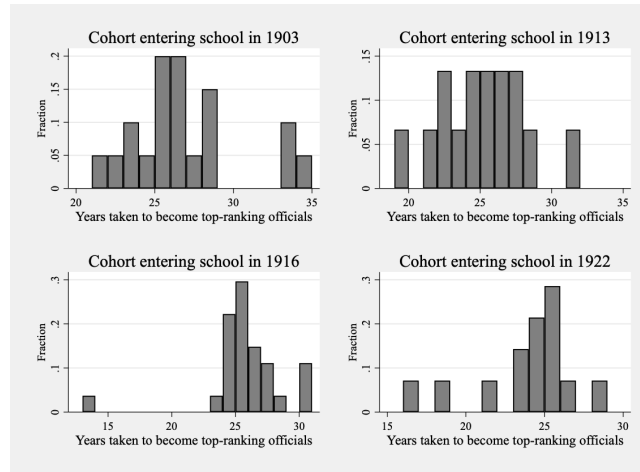 Cohort entering school in 1903
Fraction
.2
.15
.1
.05
0
20 25 30 35
Years taken to become top-ranking officials
Cohort entering school in 1913
Fraction
.15
.1
.05
0
20 25 30 35
Years taken to become top-ranking officials
Cohort entering school in 1916
Fraction
.3
.2
.1
0
15 20 25 30
Years taken to become top-ranking officials
Cohort entering school in 1922
Fraction
.3
.2
.1
0
15 20 25 30
Years taken to become top-ranking officials